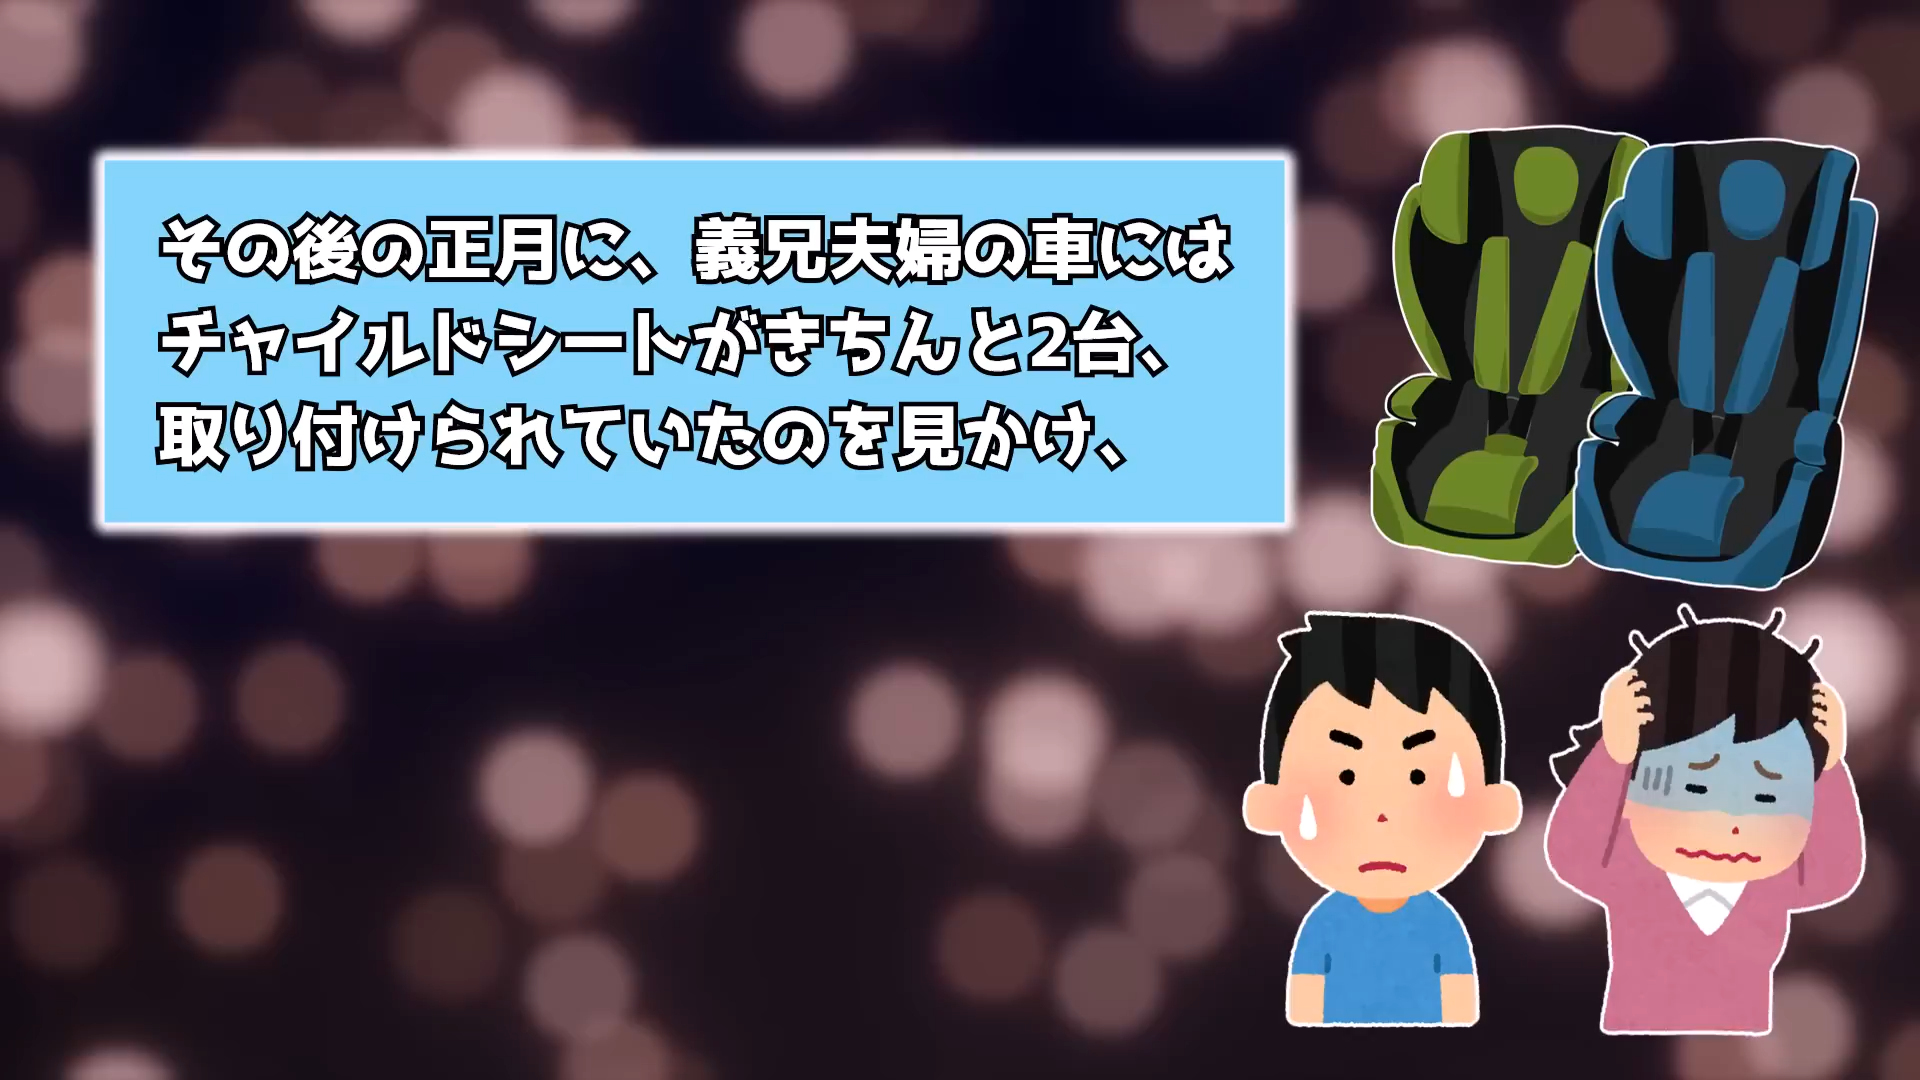 その後の正月に、義兄夫婦の車には
チャイルドシートがきちんと2台、
取り付けられていたのを見かけ、